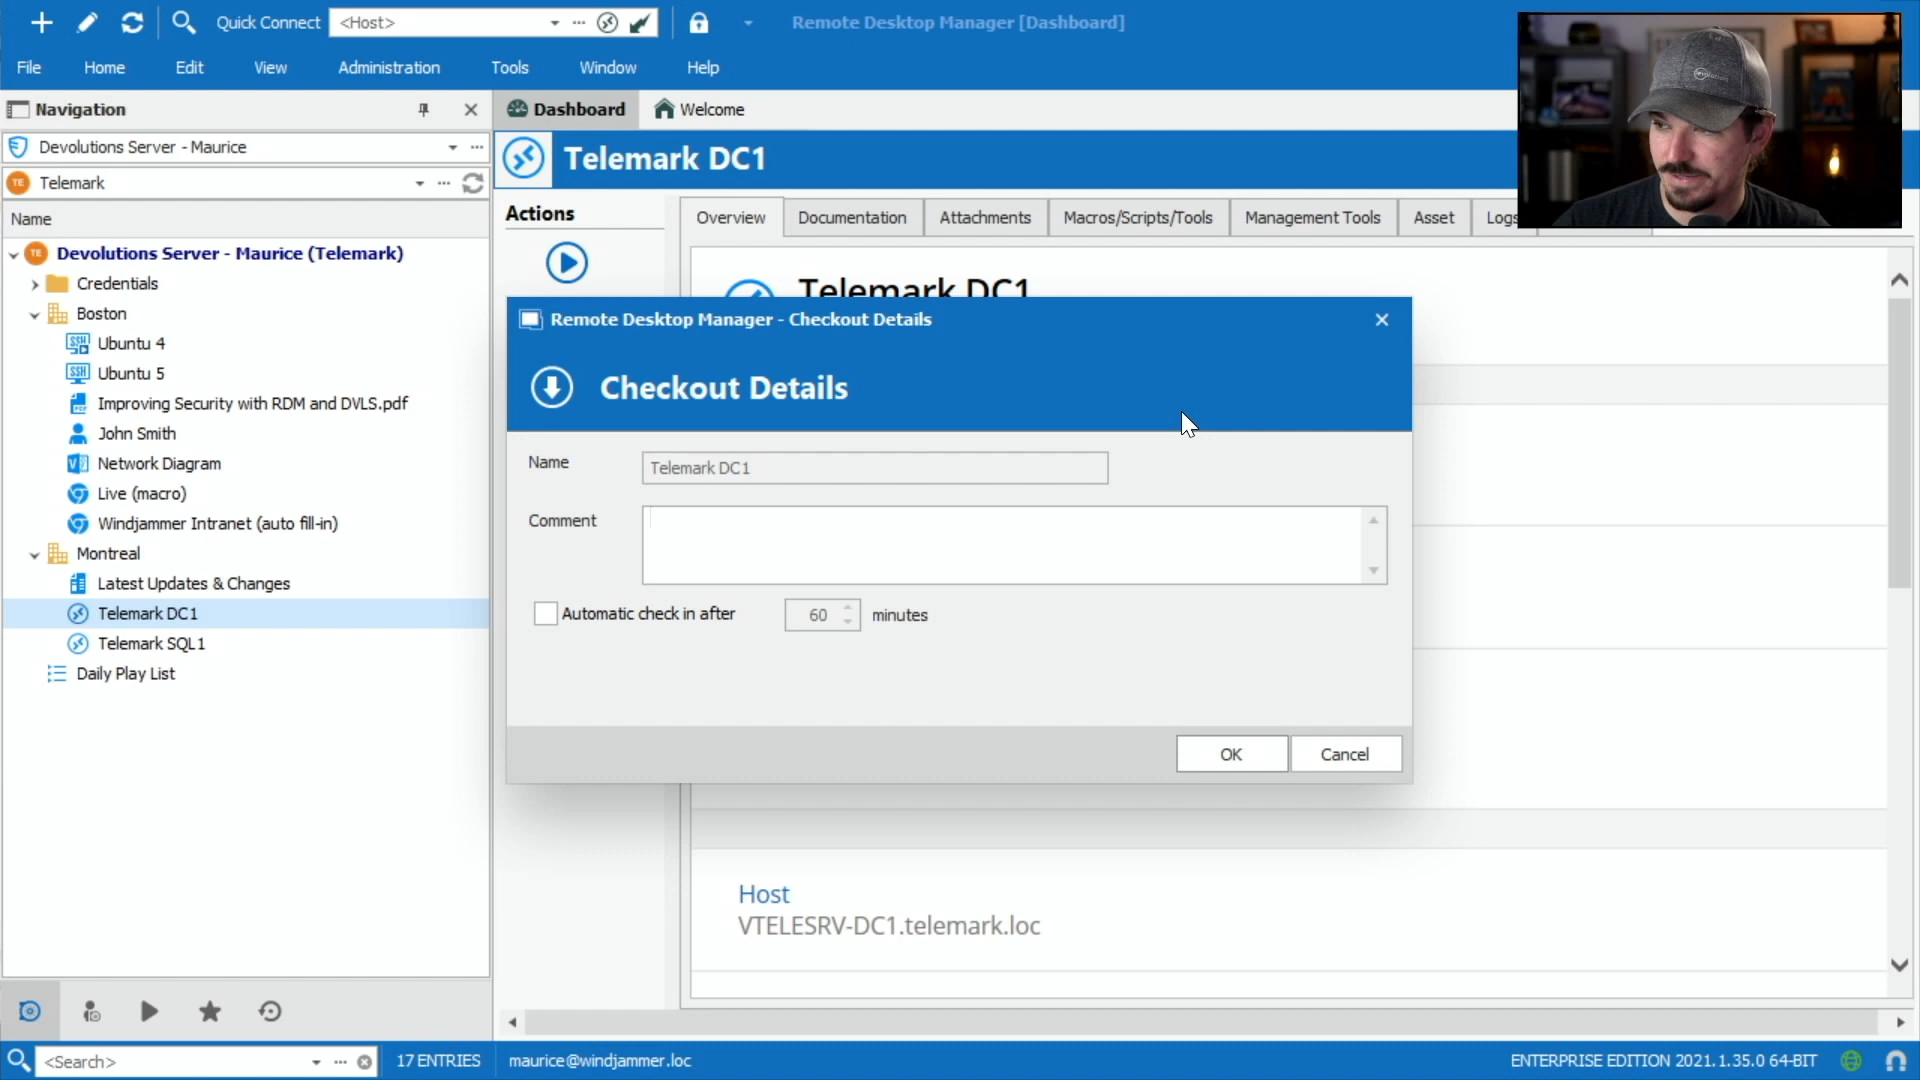 Quick Connect
<Host>
Remote Desktop Manager [Dashboard]
File
Home
Edit
View
Administration
Tools
Window
Help
Navigation
Dashboard
Welcome
Devolutions Server - Maurice
Telemark DC1
TE
Telemark
Name
Actions
Overview
Documentation
Attachments
Macros/Scripts/Tools
Management Tools
Asset
Logs
TE
Devolutions Server - Maurice (Telemark)
Credentials
Boston
Ubuntu 4
Ubuntu 5
Improving Security with RDM and DVLS.pdf
John Smith
Network Diagram
Live (macro)
Windjammer Intranet (auto fill-in)
Montreal
Latest Updates & Changes
Telemark DC1
Telemark SQL1
Daily Play List
Telemark DC1
Remote Desktop Manager - Checkout Details
Checkout Details
Name
Telemark DC1
Comment
Automatic check in after
60
minutes
OK
Cancel
Host
VTELESRV-DC1.telemark.loc
<Search>
17 ENTRIES
maurice@windjammer.loc
ENTERPRISE EDITION 2021.1.35.0 64-BIT